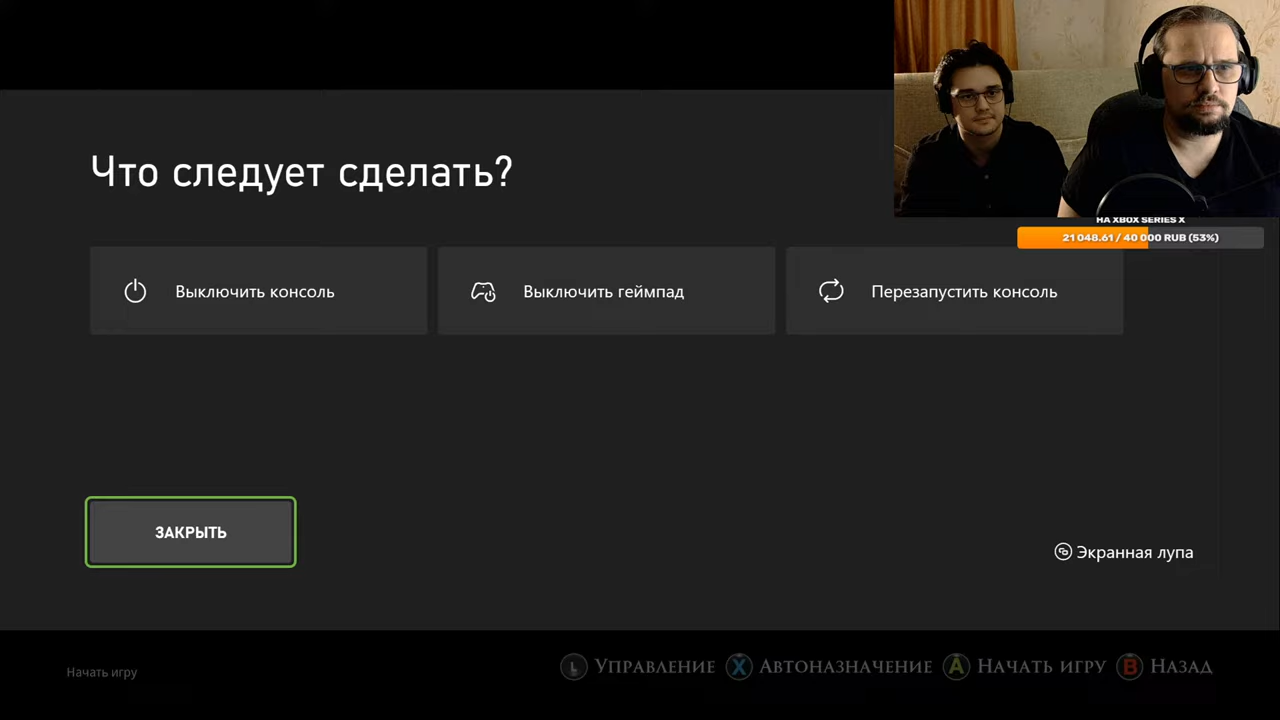 Что следует сделать?
НА XBOX SERIES X
21 048.61 / 40 000 RUB (53%)
Выключить консоль
Выключить геймпад
Перезапустить консоль
ЗАКРЫТЬ
Экранная лупа
Начать игру
L Управление X Автоназначение A Начать игру B Назад